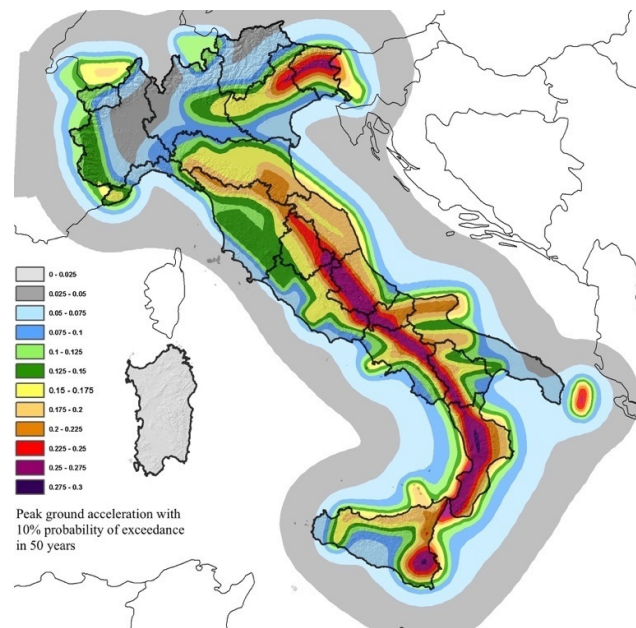 0 - 0.025
0.025 - 0.05
0.05 - 0.075
0.075 - 0.1
0.1 - 0.125
0.125 - 0.15
0.15 - 0.175
0.175 - 0.2
0.2 - 0.225
0.225 - 0.25
0.25 - 0.275
0.275 - 0.3
Peak ground acceleration with
10% probability of exceedance
in 50 years